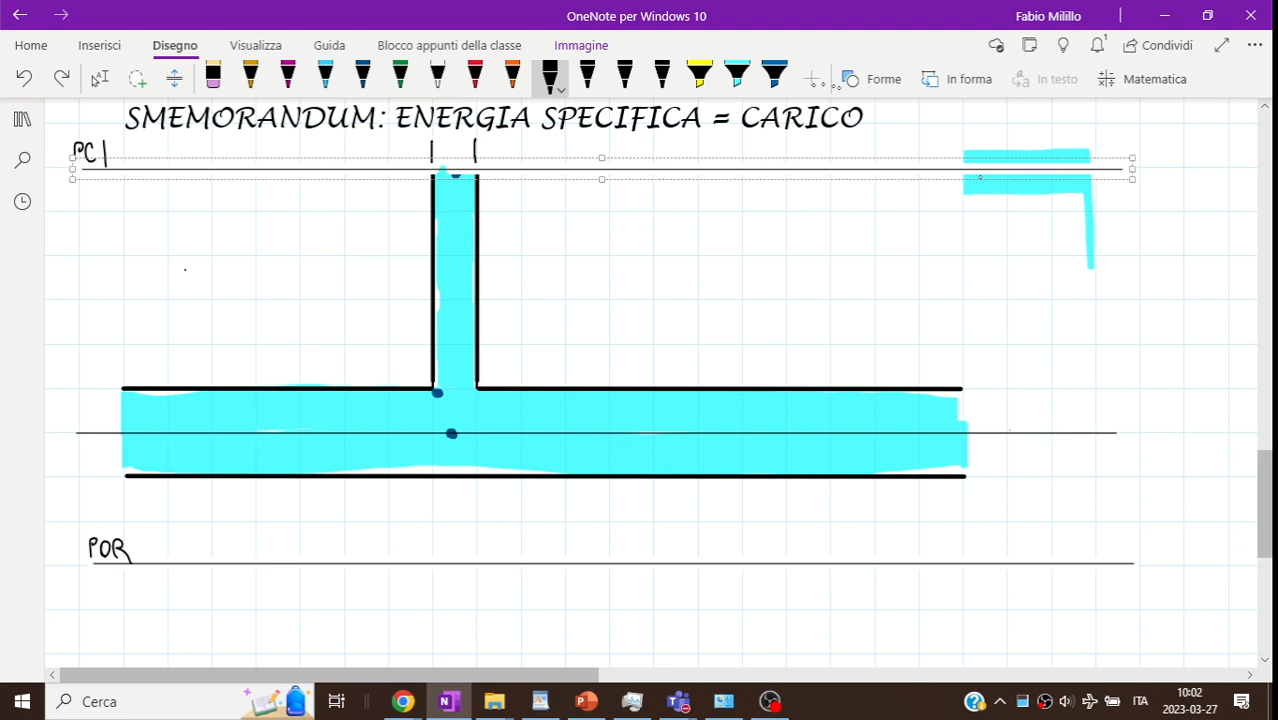 OneNote per Windows 10
Fabio Milillo
Home Inserisci Disegno Visualizza Guida Blocco appunti della classe Immagine Condividi
Forme In forma In testo Matematica
SMEMORANDUM: ENERGIA SPECIFICA = CARICO
PCI
POR
Cerca
ITA
10:02
2023-03-27